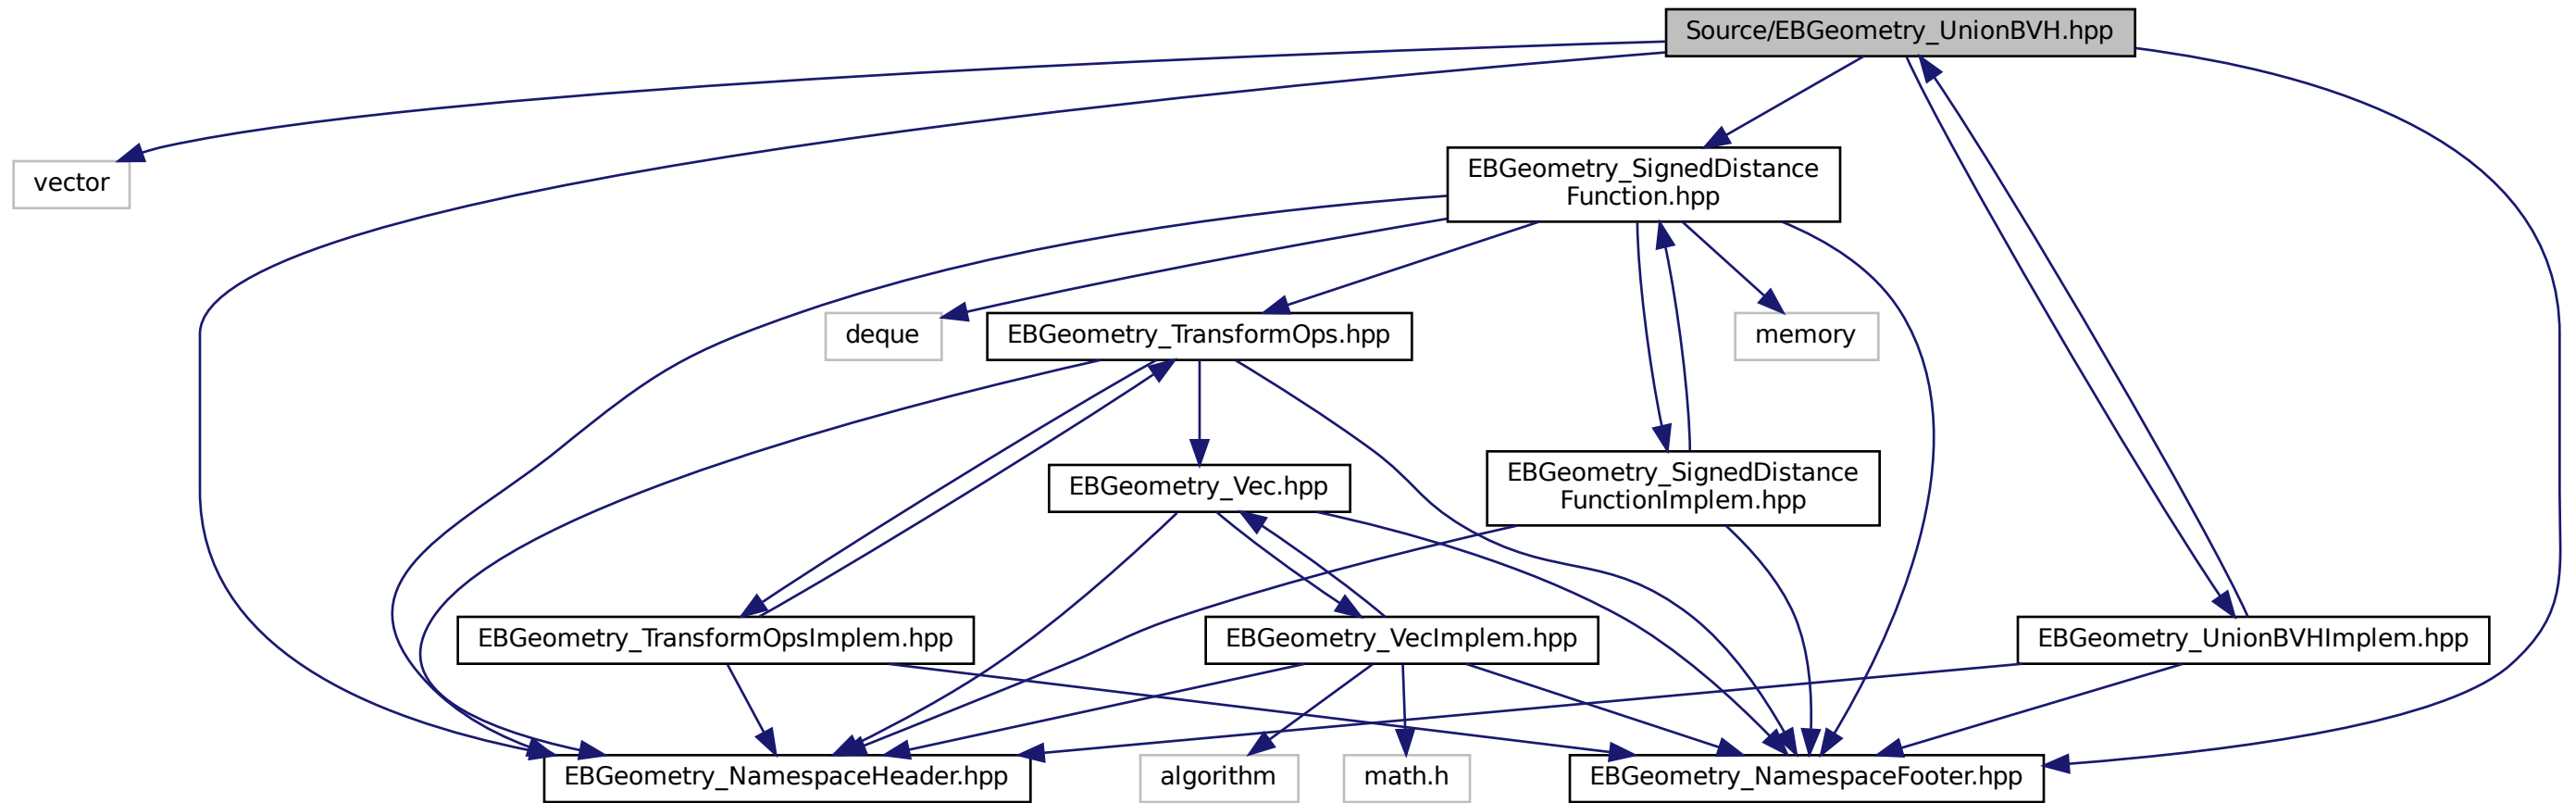 Source/EBGeometry_UnionBVH.hpp
vector
EBGeometry_SignedDistance
Function.hpp
deque
EBGeometry_TransformOps.hpp
memory
EBGeometry_Vec.hpp
EBGeometry_SignedDistance
FunctionImplem.hpp
EBGeometry_TransformOpsImplem.hpp
EBGeometry_VecImplem.hpp
EBGeometry_UnionBVHImplem.hpp
EBGeometry_NamespaceHeader.hpp
algorithm
math.h
EBGeometry_NamespaceFooter.hpp